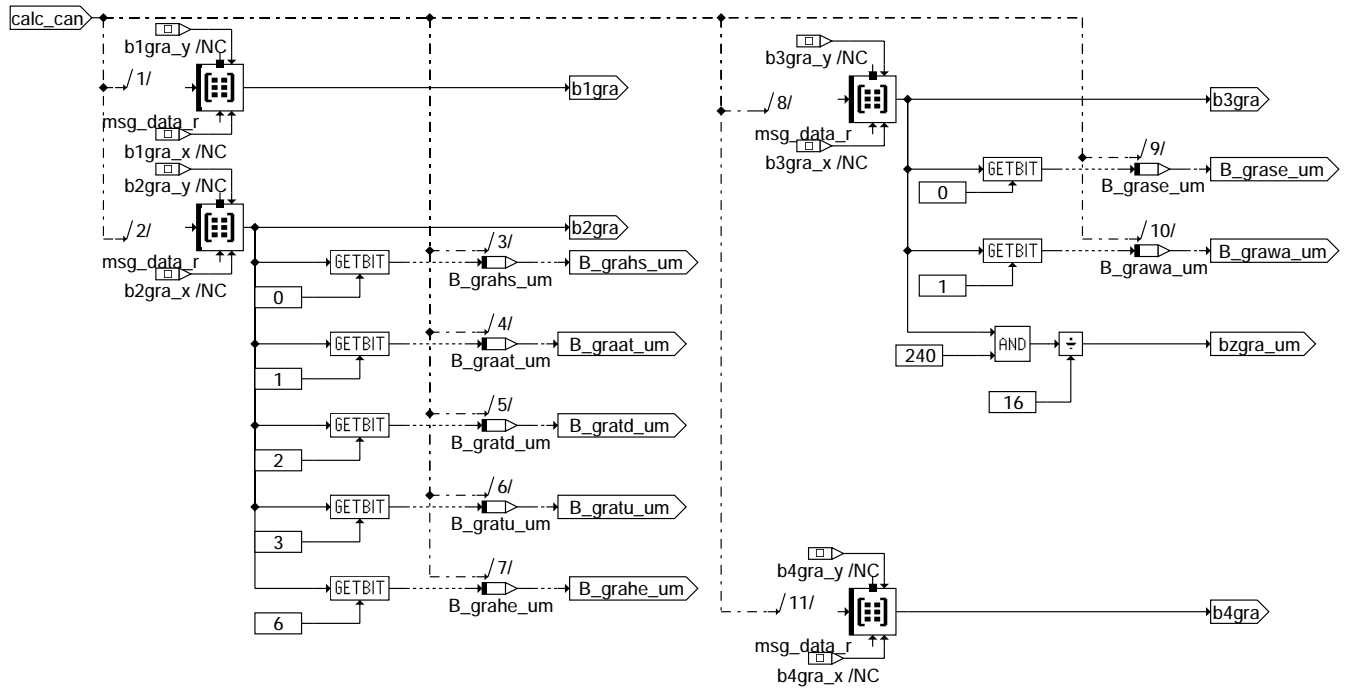 calc_can
b1gra_y /NC
/1/
msg_data_r
b1gra_x /NC
b1gra
b2gra_y /NC
/2/
msg_data_r
b2gra_x /NC
b2gra
GETBIT
0
/3/
B_grahs_um
B_grahs_um
GETBIT
1
/4/
B_graat_um
B_graat_um
GETBIT
2
/5/
B_gratd_um
B_gratd_um
GETBIT
3
/6/
B_gratu_um
B_gratu_um
GETBIT
6
/7/
B_grahe_um
B_grahe_um
b3gra_y /NC
/8/
msg_data_r
b3gra_x /NC
b3gra
GETBIT
0
/9/
B_grase_um
B_grase_um
GETBIT
1
/10/
B_grawa_um
B_grawa_um
240
AND
÷
16
bzgra_um
b4gra_y /NC
/11/
msg_data_r
b4gra_x /NC
b4gra